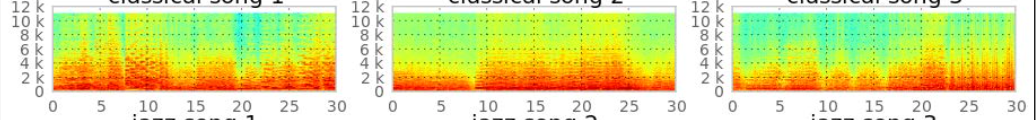 classical song 1 classical song 2 classical song 3
12 k 12 k 12 k
10 k 10 k 10 k
8 k 8 k 8 k
6 k 6 k 6 k
4 k 4 k 4 k
2 k 2 k 2 k
0 0 0
0 5 10 15 20 25 30 0 5 10 15 20 25 30 0 5 10 15 20 25 30
jazz song 1 jazz song 2 jazz song 3